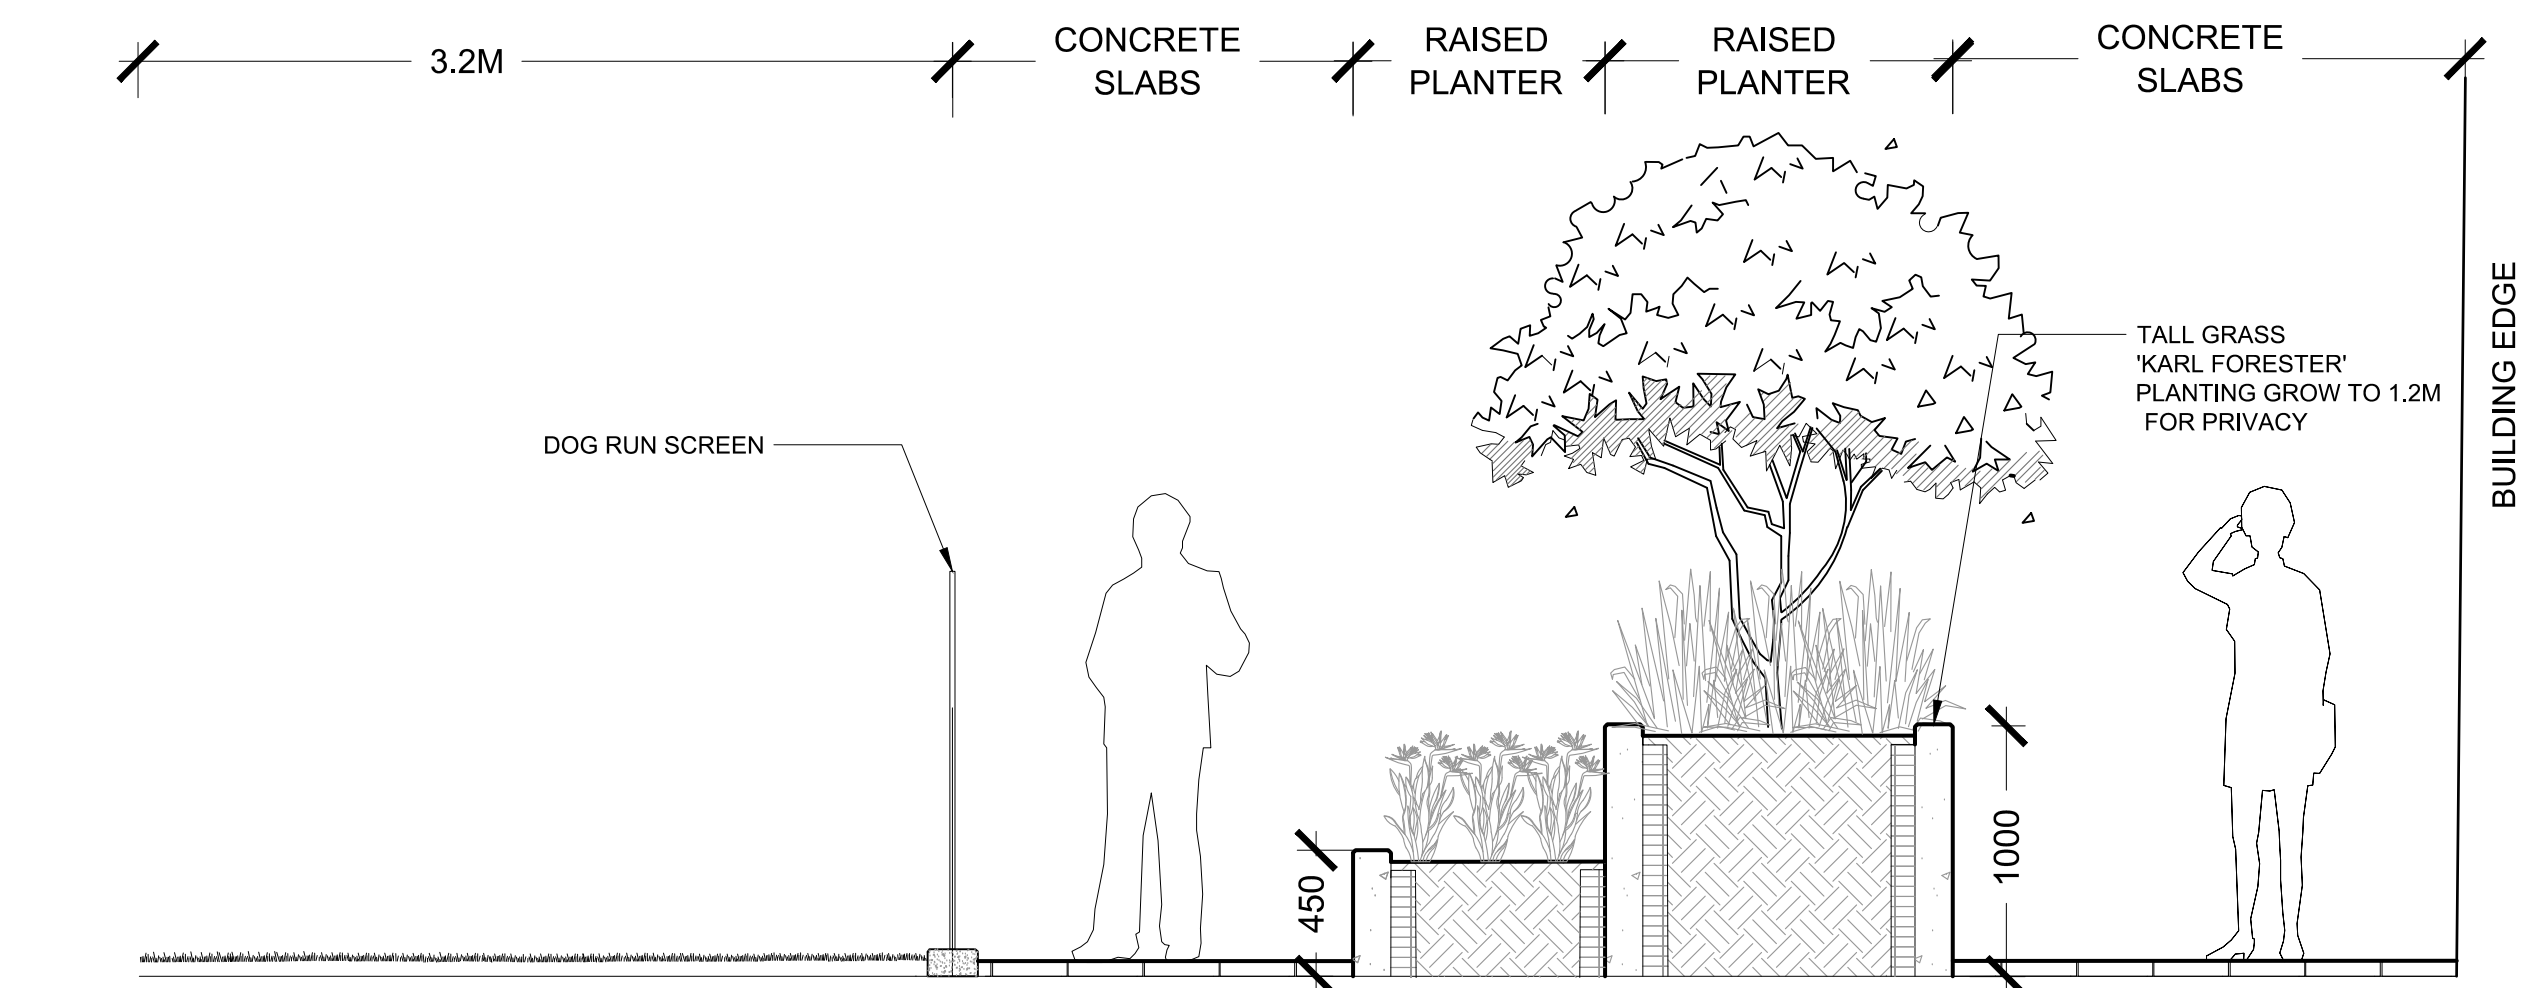 3.2M
CONCRETE
SLABS
RAISED
PLANTER
RAISED
PLANTER
CONCRETE
SLABS
BUILDING EDGE
TALL GRASS
'KARL FORESTER'
PLANTING GROW TO 1.2M
FOR PRIVACY
DOG RUN SCREEN
450
1000